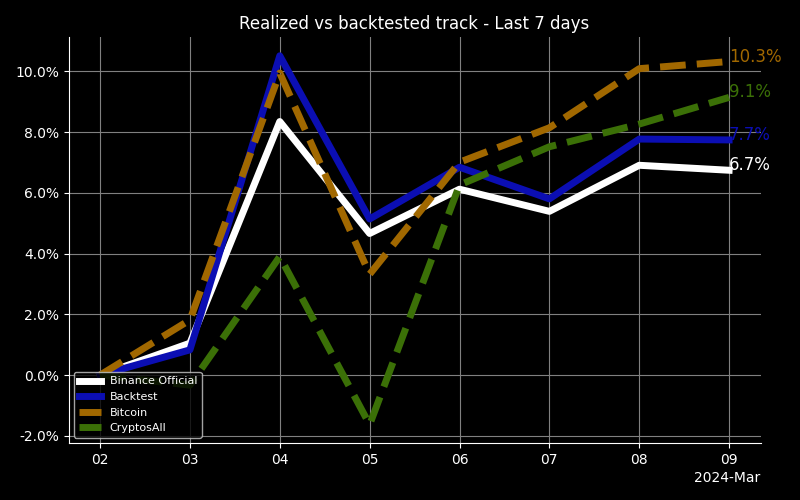 Realized vs backtested track - Last 7 days
10.0%
8.0%
6.0%
4.0%
2.0%
0.0%
-2.0%
10.3%
9.1%
7.7%
6.7%
Binance Official
Backtest
Bitcoin
CryptosAll
02 03 04 05 06 07 08 09
2024-Mar